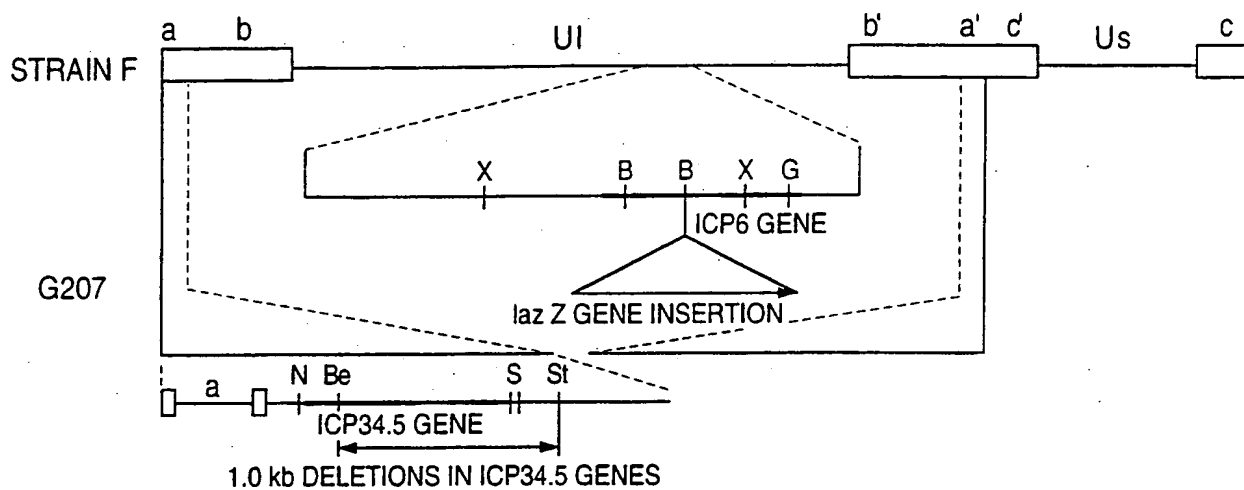 a b Ul b' a' c' Us c
STRAIN F
X B B X G
ICP6 GENE
G207
laz Z GENE INSERTION
a N Be S St
ICP34.5 GENE
1.0 kb DELETIONS IN ICP34.5 GENES